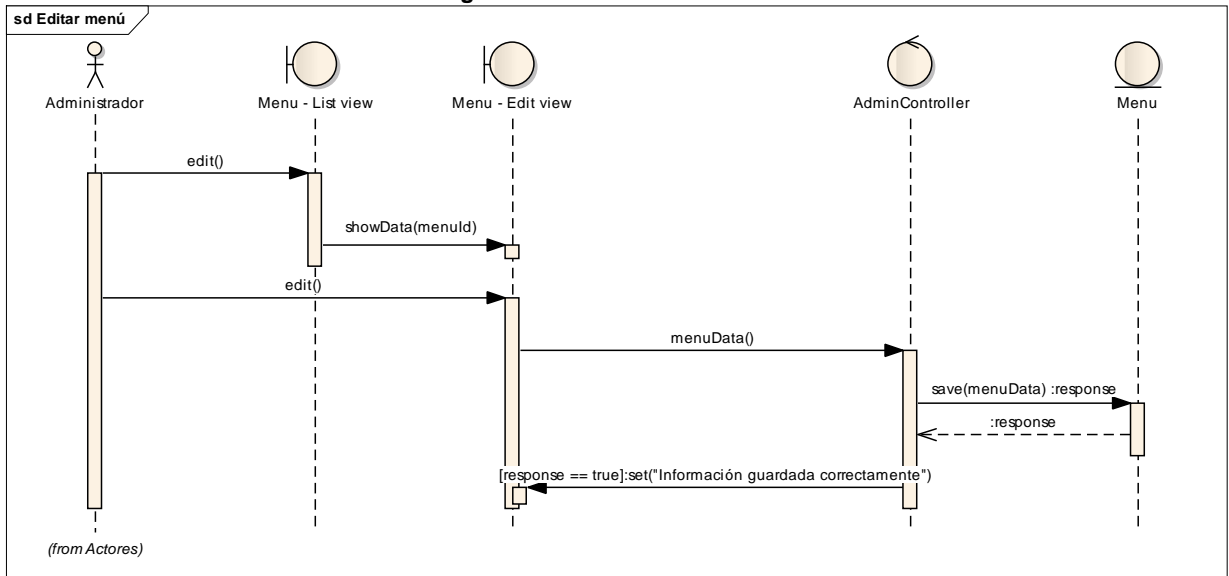 sd Editar menú
Administrador
Menu - List view
Menu - Edit view
AdminController
Menu
edit()
showData(menuId)
edit()
menuData()
save(menuData) :response
:response
[response == true]:set("Información guardada correctamente")
(from Actores)